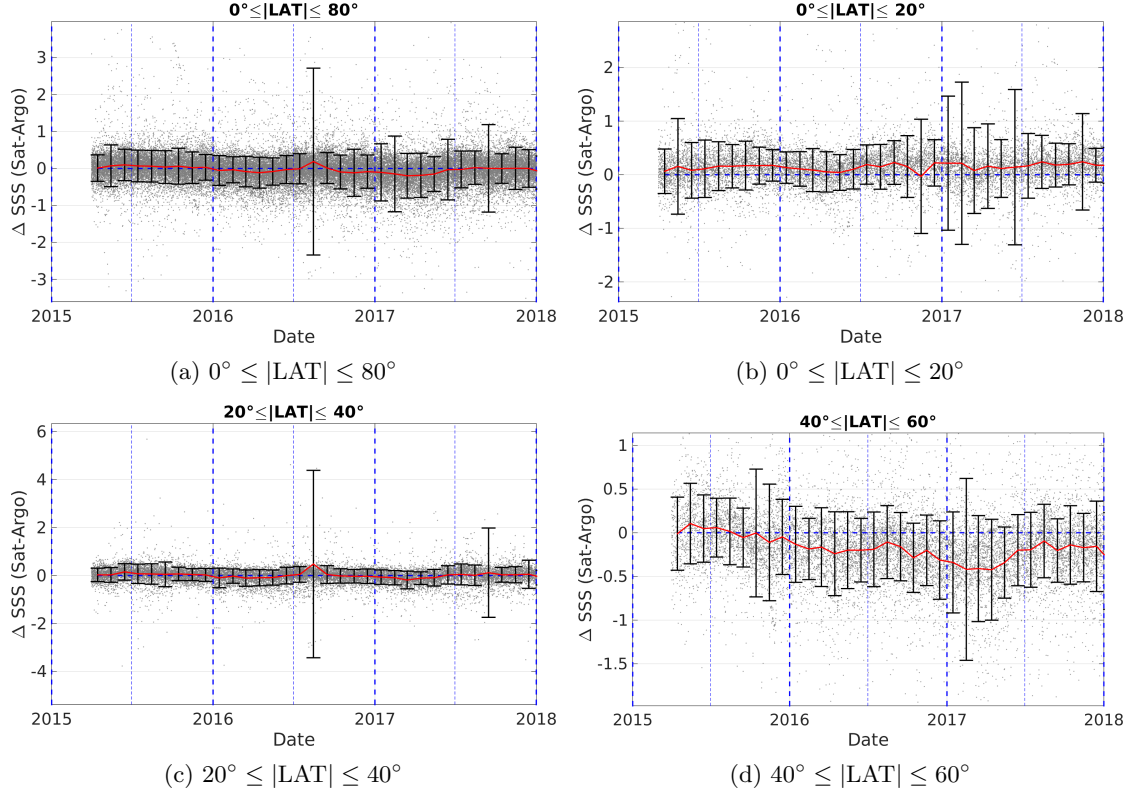 0°≤|LAT|≤ 80°
Δ SSS (Sat-Argo)
3
2
1
0
-1
-2
-3
2015
2016
2017
2018
Date
(a) 0° ≤ |LAT| ≤ 80°
0°≤|LAT|≤ 20°
Δ SSS (Sat-Argo)
2
1
0
-1
-2
2015
2016
2017
2018
Date
(b) 0° ≤ |LAT| ≤ 20°
20°≤|LAT|≤ 40°
Δ SSS (Sat-Argo)
6
4
2
0
-2
-4
2015
2016
2017
2018
Date
(c) 20° ≤ |LAT| ≤ 40°
40°≤|LAT|≤ 60°
Δ SSS (Sat-Argo)
1
0.5
0
-0.5
-1
-1.5
2015
2016
2017
2018
Date
(d) 40° ≤ |LAT| ≤ 60°